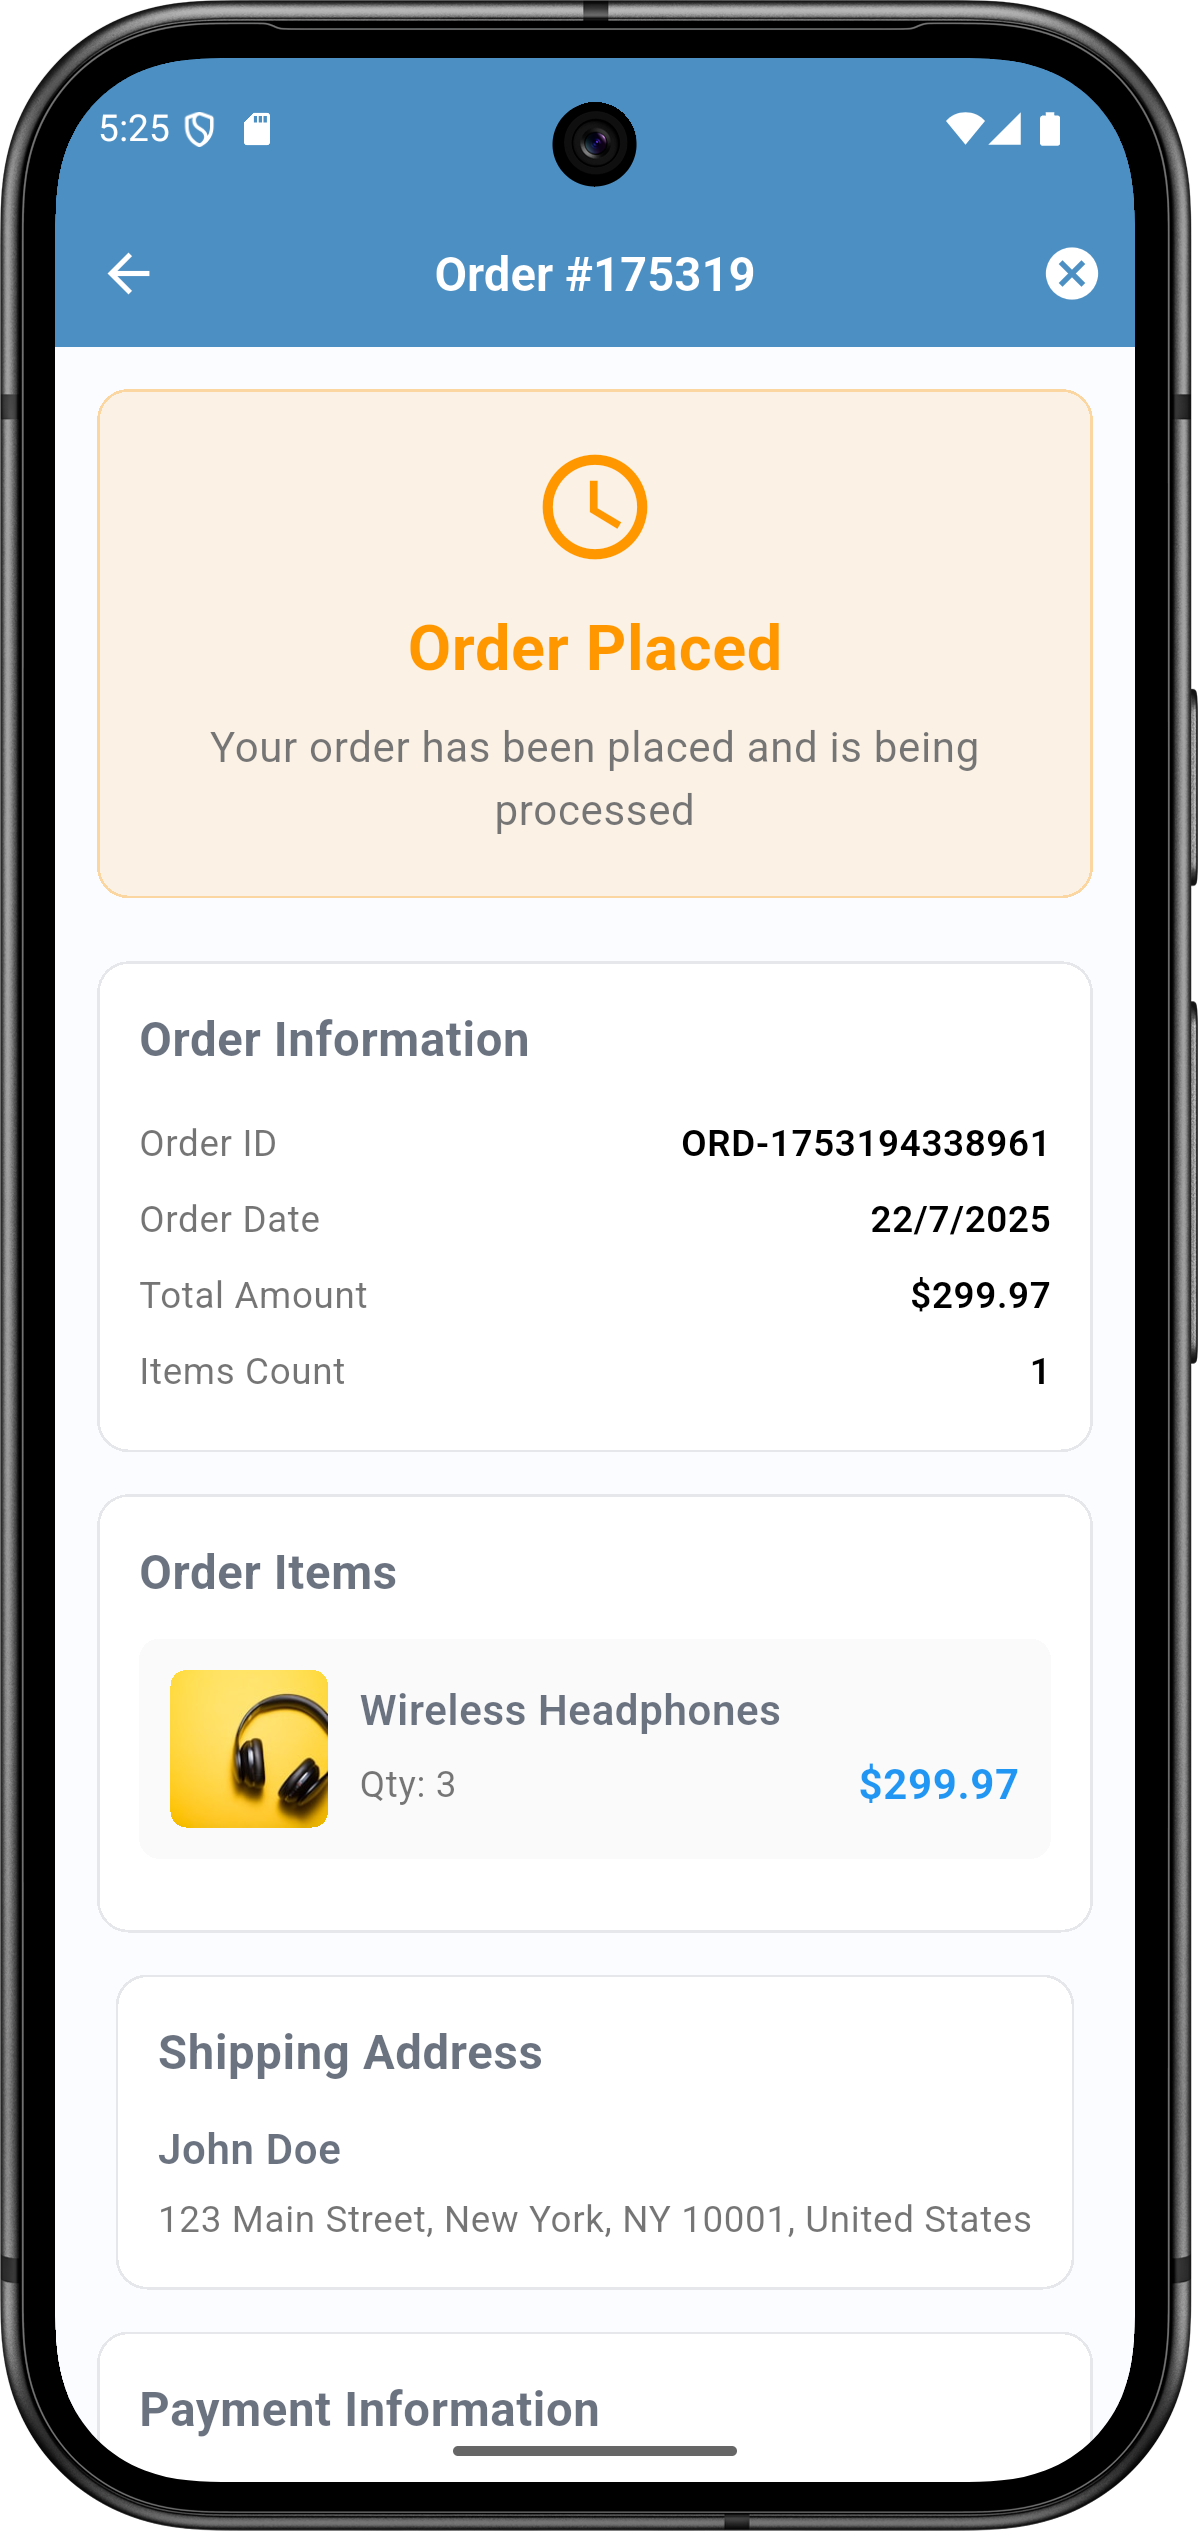 5:25
Order #175319
Order Placed
Your order has been placed and is being
processed
Order Information
Order ID ORD-1753194338961
Order Date 22/7/2025
Total Amount $299.97
Items Count 1
Order Items
Wireless Headphones
Qty: 3 $299.97
Shipping Address
John Doe
123 Main Street, New York, NY 10001, United States
Payment Information